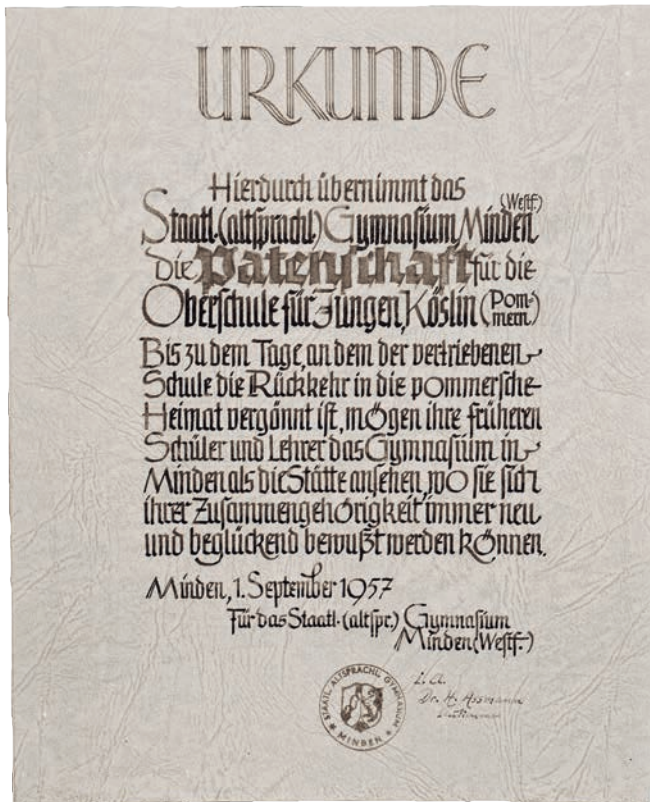 URKUNDE
Hierdurch übernimmt das
Staatl. (altsprachl.) Gymnasium, Minden (Westf.)
die Patenschaft für die
Oberschule für Jungen, Köslin (Pom-
mern)
Bis zu dem Tage, an dem der vertriebenen
Schule die Rückkehr in die pommersche
Heimat vergönnt ist, mögen ihre früheren
Schüler und Lehrer das Gymnasium in
Minden als die Stätte ansehen, wo sie sich
ihrer Zusammengehörigkeit immer neu
und beglückend bewußt werden können.
Minden, 1. September 1957
Für das Staatl. (altspr.) Gymnasium
Minden (Westf.)
STAATL. ALTSPRACHL. GYMNASIUM
MINDEN
Dr. H. Assmann